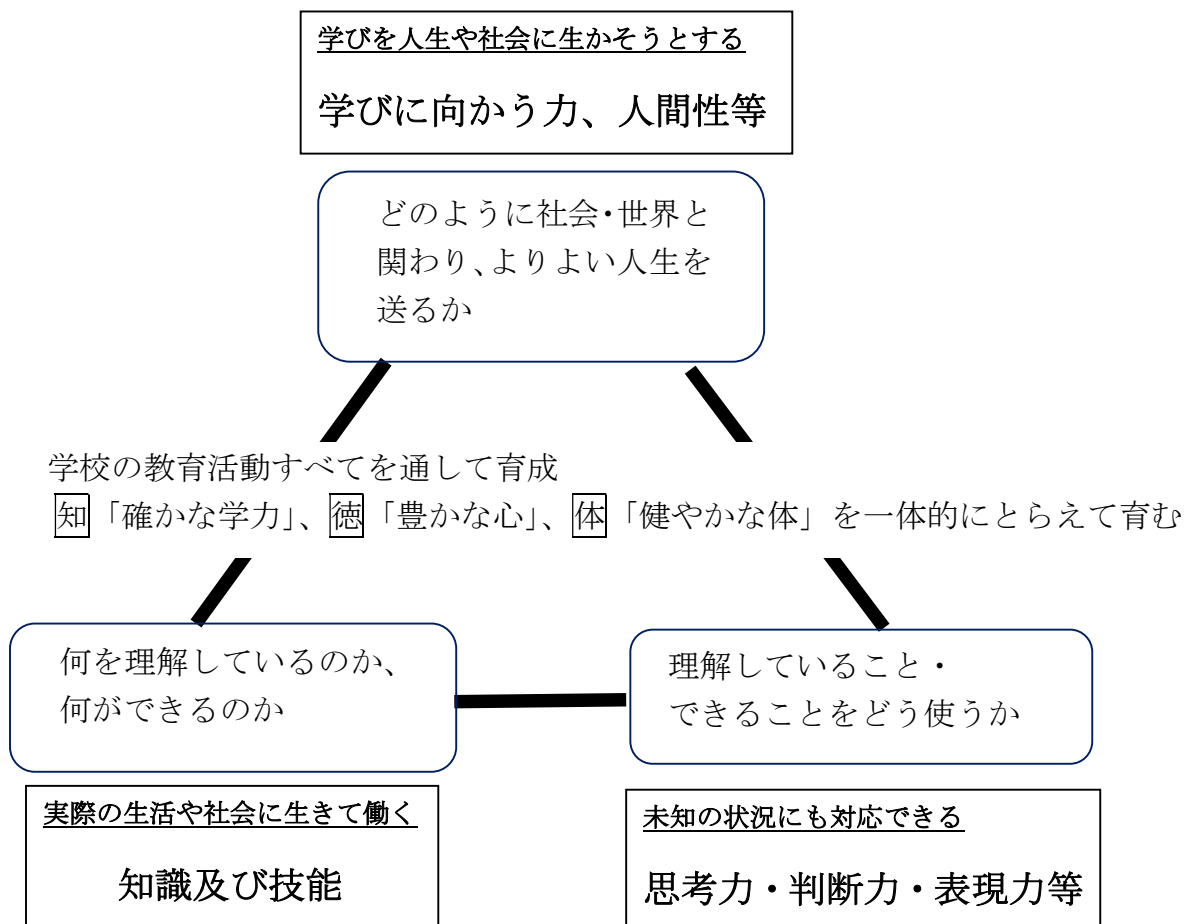 学びを人生や社会に生かそうとする
学びに向かう力、人間性等
どのように社会・世界と
関わり、よりよい人生を
送るか
学校の教育活動すべてを通して育成
知「確かな学力」、徳「豊かな心」、体「健やかな体」を一体的にとらえて育む
何を理解しているのか、
何ができるのか
理解していること・
できることをどう使うか
実際の生活や社会に生きて働く
知識及び技能
未知の状況にも対応できる
思考力・判断力・表現力等